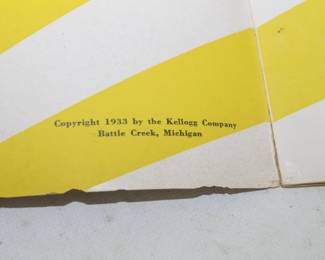 Copyright 1933 by the Kellogg Company
Battle Creek, Michigan